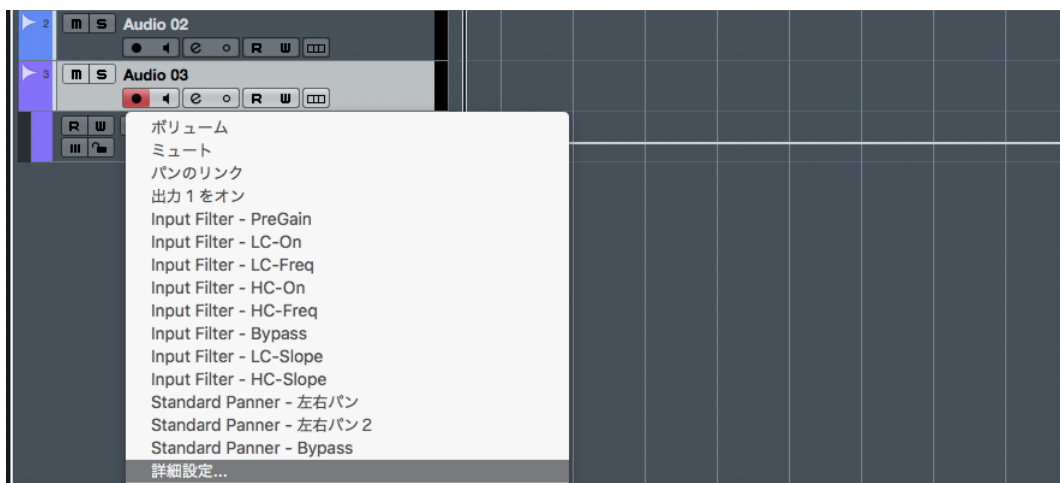 2 m S Audio 02
e R W
3 m S Audio 03
e R W
R W
ボリューム
ミュート
パンのリンク
出力 1 をオン
Input Filter - PreGain
Input Filter - LC-On
Input Filter - LC-Freq
Input Filter - HC-On
Input Filter - HC-Freq
Input Filter - Bypass
Input Filter - LC-Slope
Input Filter - HC-Slope
Standard Panner - 左右パン
Standard Panner - 左右パン 2
Standard Panner - Bypass
詳細設定...